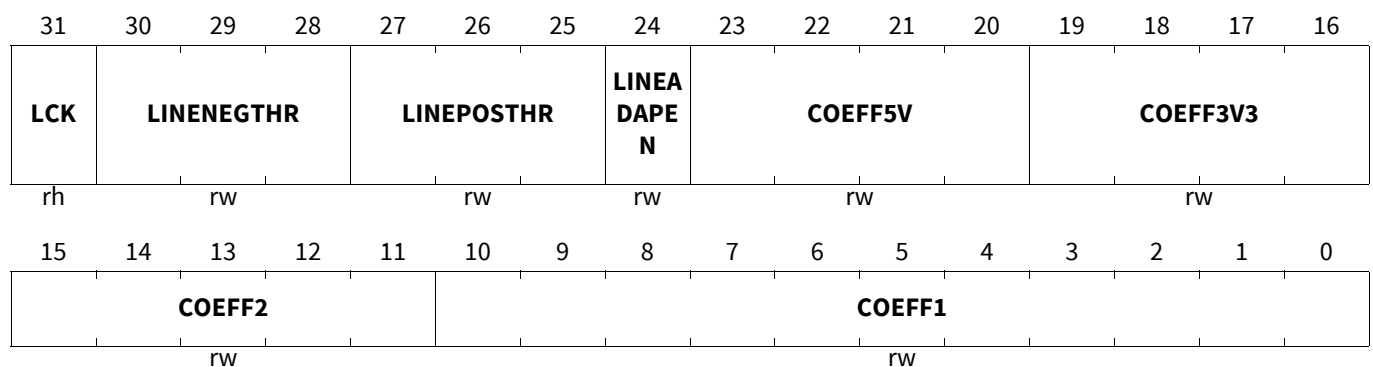 31 30 29 28 27 26 25 24 23 22 21 20 19 18 17 16
LCK LINENEGTHR LINEPOSTHR LINEA
DAPE
N COEFF5V COEFF3V3
rh rw rw rw rw rw
15 14 13 12 11 10 9 8 7 6 5 4 3 2 1 0
COEFF2 COEFF1
rw rw